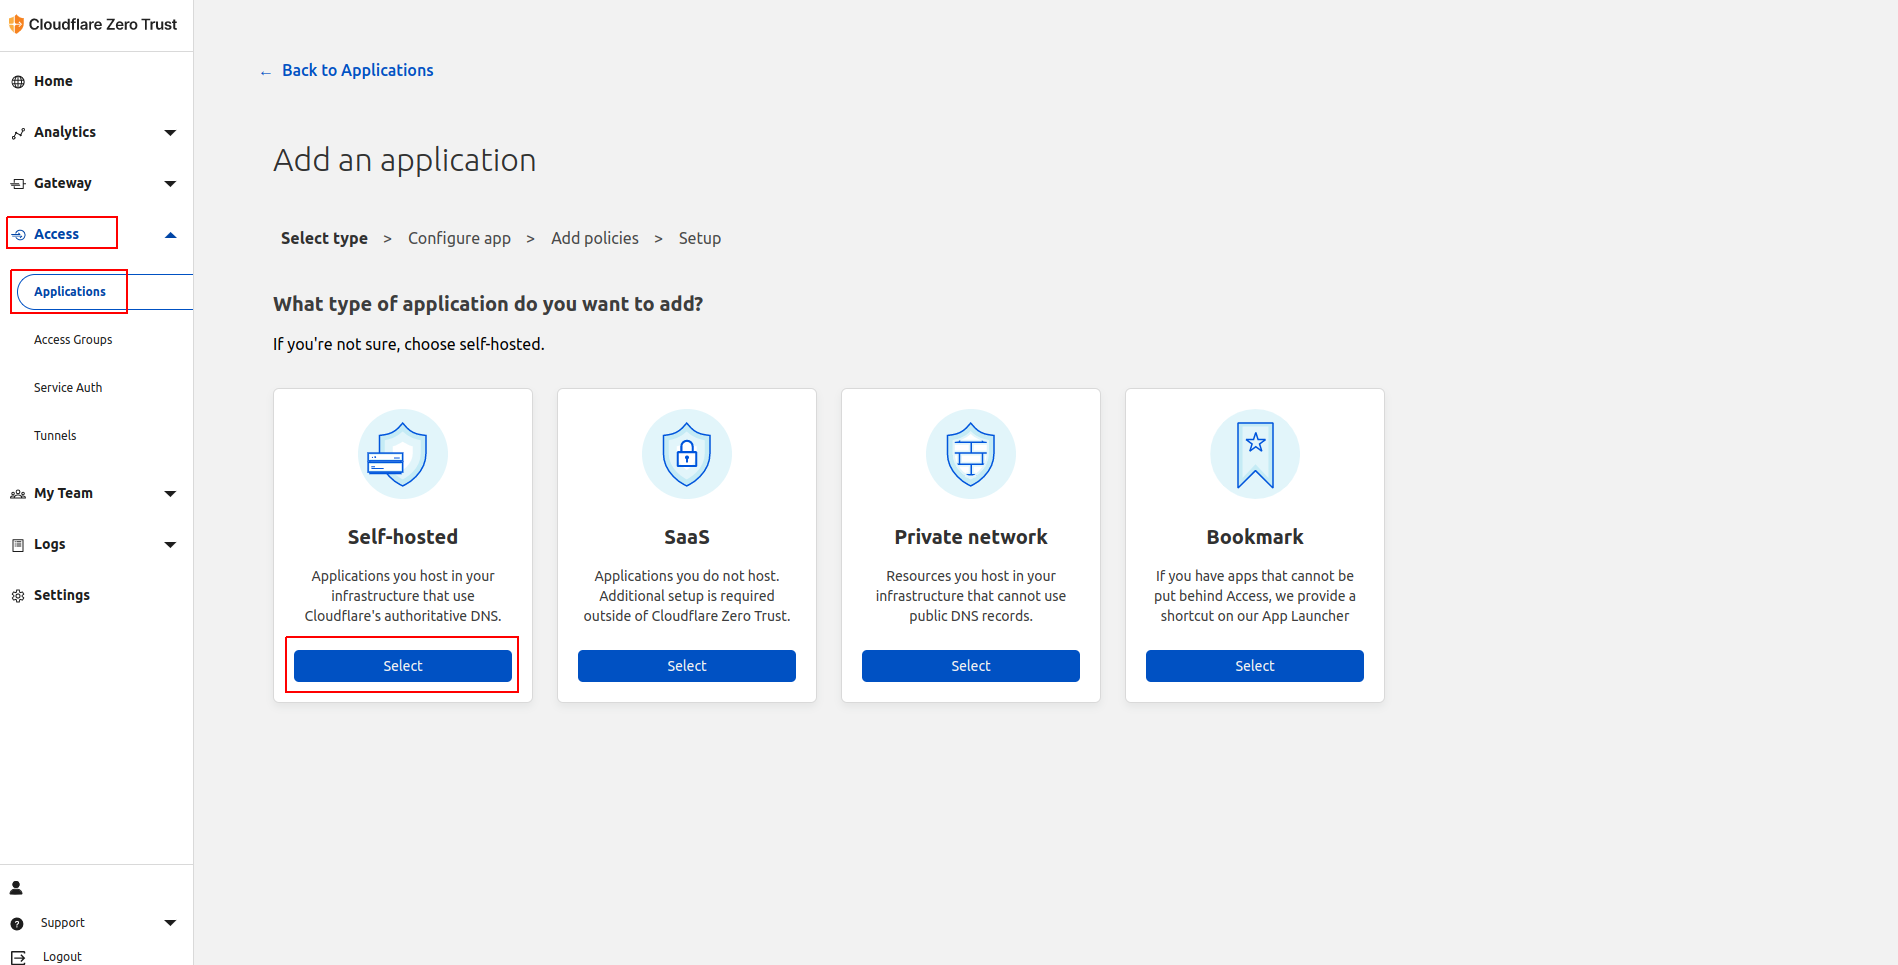 Cloudflare Zero Trust
Home
Analytics
Gateway
Access
Applications
Access Groups
Service Auth
Tunnels
My Team
Logs
Settings
Support
Logout
← Back to Applications
Add an application
Select type > Configure app > Add policies > Setup
What type of application do you want to add?
If you're not sure, choose self-hosted.
Self-hosted
Applications you host in your
infrastructure that use
Cloudflare's authoritative DNS.
Select
SaaS
Applications you do not host.
Additional setup is required
outside of Cloudflare Zero Trust.
Select
Private network
Resources you host in your
infrastructure that cannot use
public DNS records.
Select
Bookmark
If you have apps that cannot be
put behind Access, we provide a
shortcut on our App Launcher
Select